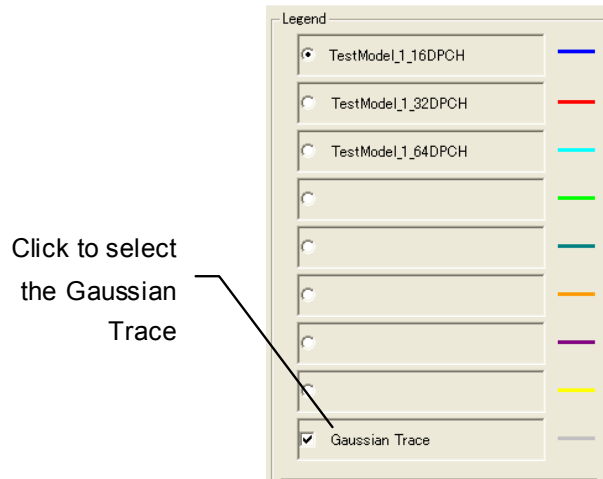 Legend
TestModel_1_16DPCH
TestModel_1_32DPCH
TestModel_1_64DPCH
Click to select
the Gaussian
Trace
Gaussian Trace